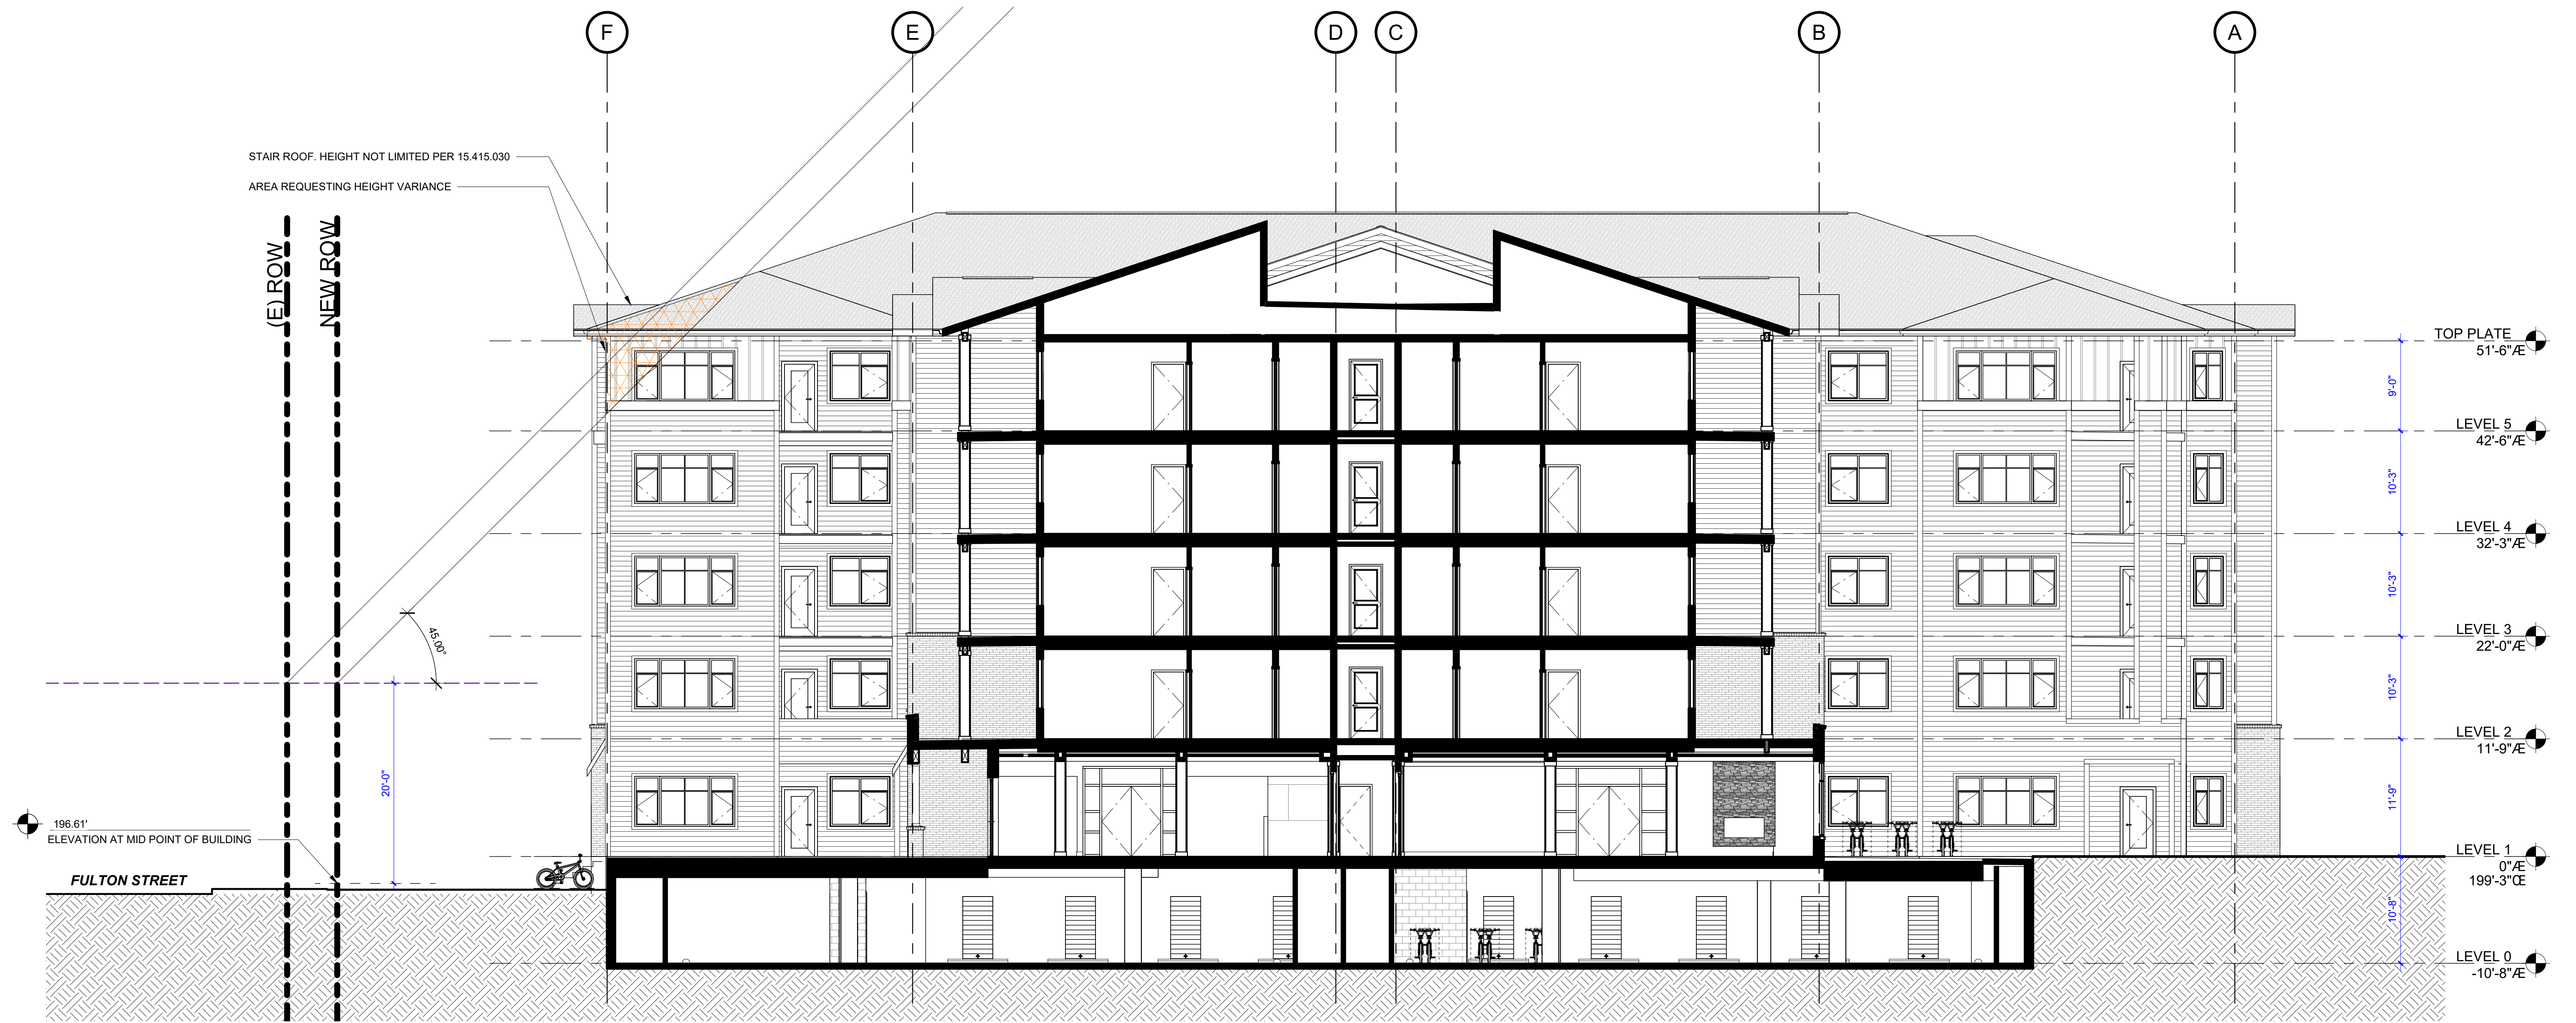 F
E
D
C
B
A
STAIR ROOF. HEIGHT NOT LIMITED PER 15.415.030
AREA REQUESTING HEIGHT VARIANCE
(E) ROW
NEW ROW
45.00°
20'-0"
196.61'
ELEVATION AT MID POINT OF BUILDING
FULTON STREET
TOP PLATE
51'-6"Æ
9'-0"
LEVEL 5
42'-6"Æ
10'-3"
LEVEL 4
32'-3"Æ
10'-3"
LEVEL 3
22'-0"Æ
10'-3"
LEVEL 2
11'-9"Æ
11'-9"
LEVEL 1
0"Æ
199'-3"Œ
10'-8"
LEVEL 0
-10'-8"Æ